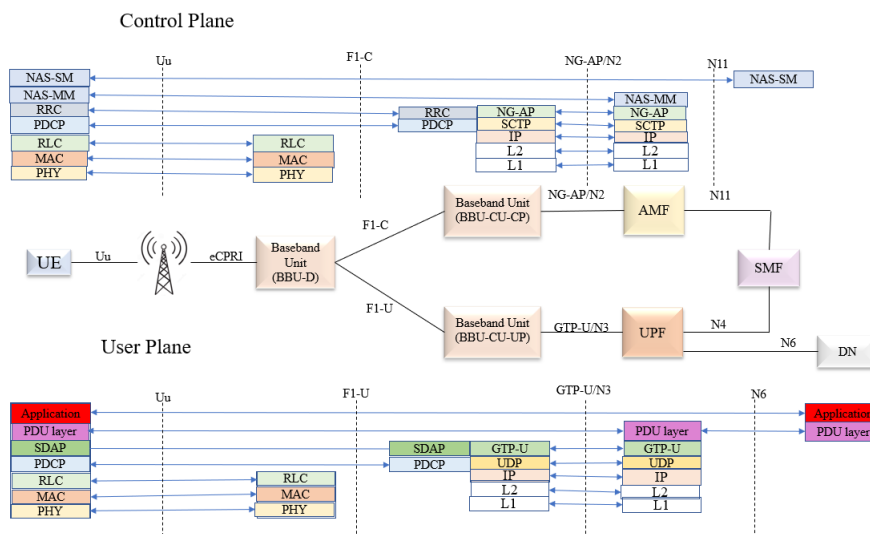 Control Plane
Uu
F1-C
NG-AP/N2
N11
NAS-SM
NAS-SM
NAS-MM
NAS-MM
RRC
RRC
NG-AP
NG-AP
PDCP
PDCP
SCTP
SCTP
IP
IP
RLC
RLC
L2
L2
MAC
MAC
L1
L1
PHY
PHY
NG-AP/N2
N11
Baseband Unit
(BBU-CU-CP)
AMF
F1-C
UE
Uu
eCPRI
Baseband
Unit
(BBU-D)
SMF
F1-U
Baseband Unit
(BBU-CU-UP)
GTP-U/N3
UPF
N4
N6
DN
User Plane
Uu
F1-U
GTP-U/N3
N6
Application
Application
PDU layer
PDU layer
PDU layer
SDAP
SDAP
GTP-U
GTP-U
PDCP
PDCP
UDP
UDP
IP
IP
RLC
RLC
L2
L2
MAC
MAC
L1
L1
PHY
PHY